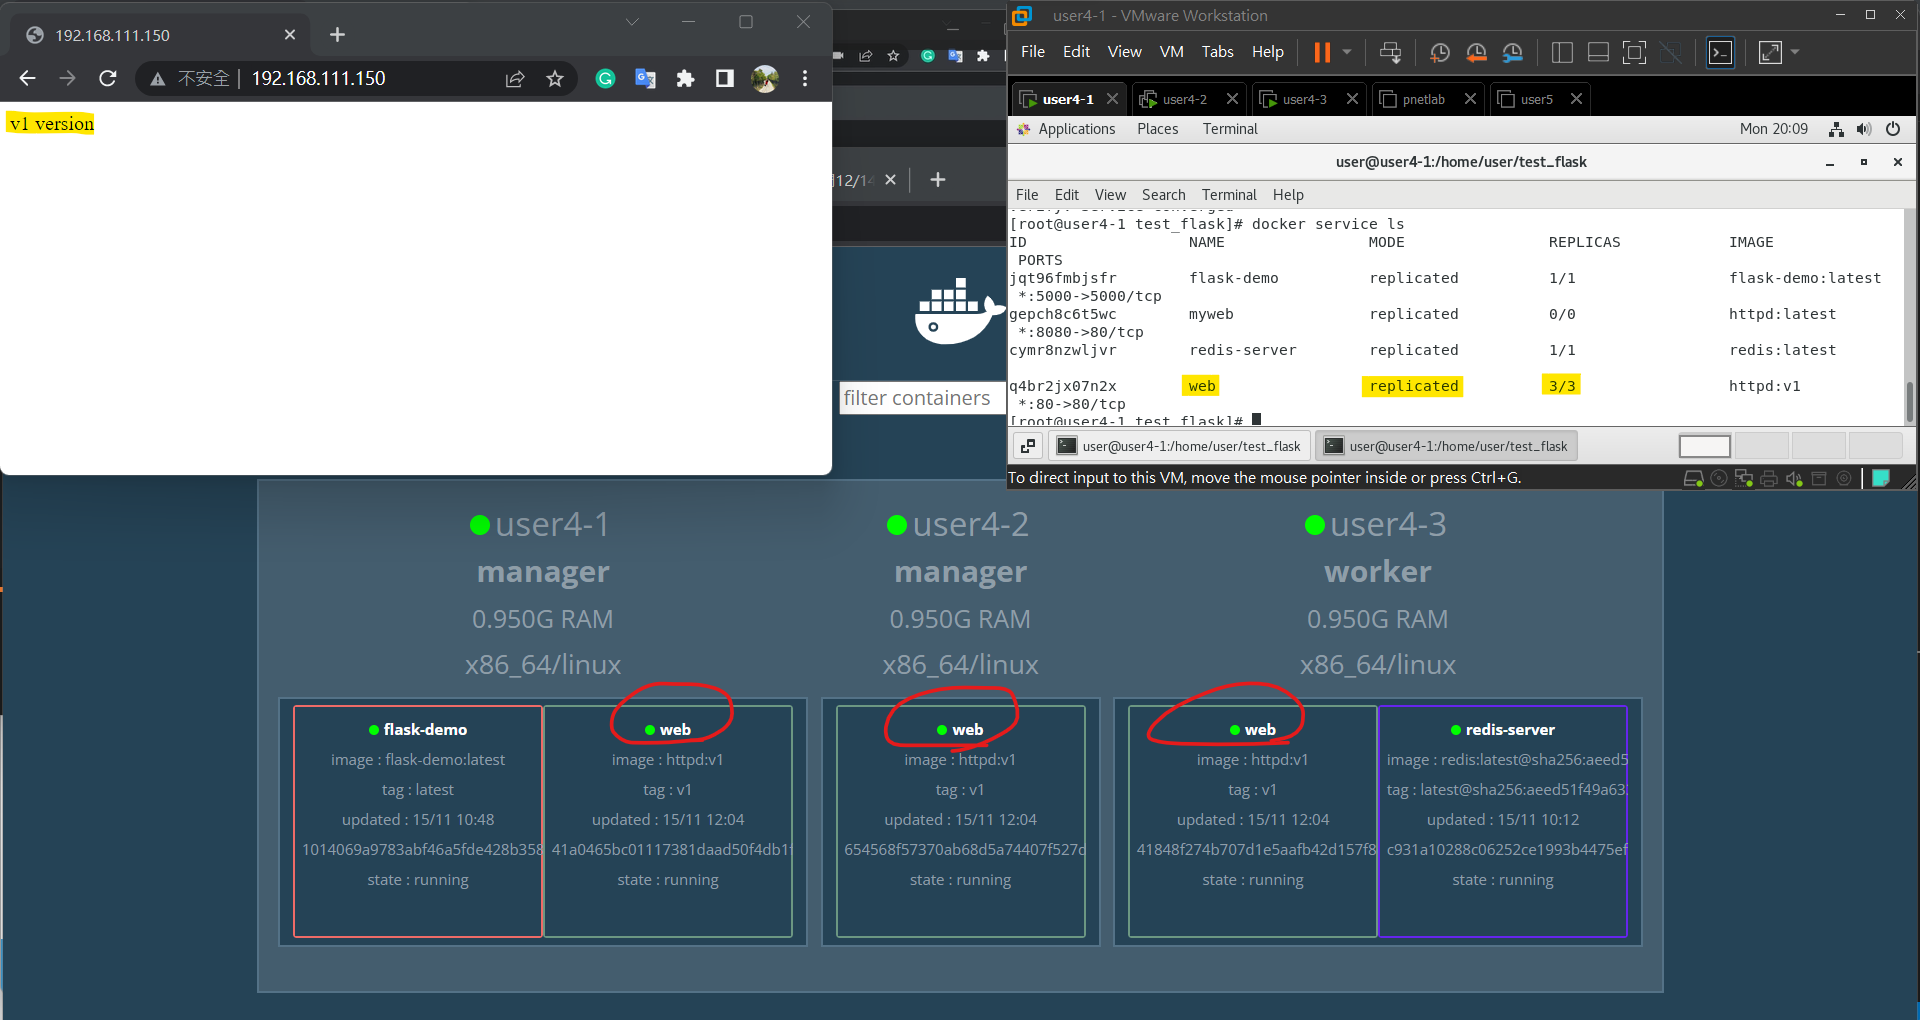 192.168.111.150
不安全 | 192.168.111.150
v1 version
12/14
filter containers
user4-1 - VMware Workstation
File Edit View VM Tabs Help
user4-1 user4-2 user4-3 pnetlab user5
Applications Places Terminal Mon 20:09
user@user4-1:/home/user/test_flask
File Edit View Search Terminal Help
[root@user4-1 test_flask]# docker service ls
ID NAME MODE REPLICAS IMAGE
PORTS
jqt96fmbjsfr flask-demo replicated 1/1 flask-demo:latest
*:5000->5000/tcp
gepch8c6t5wc myweb replicated 0/0 httpd:latest
*:8080->80/tcp
cymr8nzwljvr redis-server replicated 1/1 redis:latest
q4br2jx07n2x web replicated 3/3 httpd:v1
*:80->80/tcp
[root@user4-1 test_flask]#
user@user4-1:/home/user/test_flask user@user4-1:/home/user/test_flask
To direct input to this VM, move the mouse pointer inside or press Ctrl+G.
user4-1
manager
0.950G RAM
x86_64/linux
flask-demo
image : flask-demo:latest
tag : latest
updated : 15/11 10:48
1014069a9783abf46a5fde428b358
state : running
web
image : httpd:v1
tag : v1
updated : 15/11 12:04
41a0465bc01117381daad50f4db1
state : running
user4-2
manager
0.950G RAM
x86_64/linux
web
image : httpd:v1
tag : v1
updated : 15/11 12:04
654568f57370ab68d5a74407f527c
state : running
user4-3
worker
0.950G RAM
x86_64/linux
web
image : httpd:v1
tag : v1
updated : 15/11 12:04
41848f274b707d1e5aafb42d157f8
state : running
redis-server
image : redis:latest@sha256:aeed5
tag : latest@sha256:aeed51f49a63
updated : 15/11 10:12
c931a10288c06252ce1993b4475ef
state : running